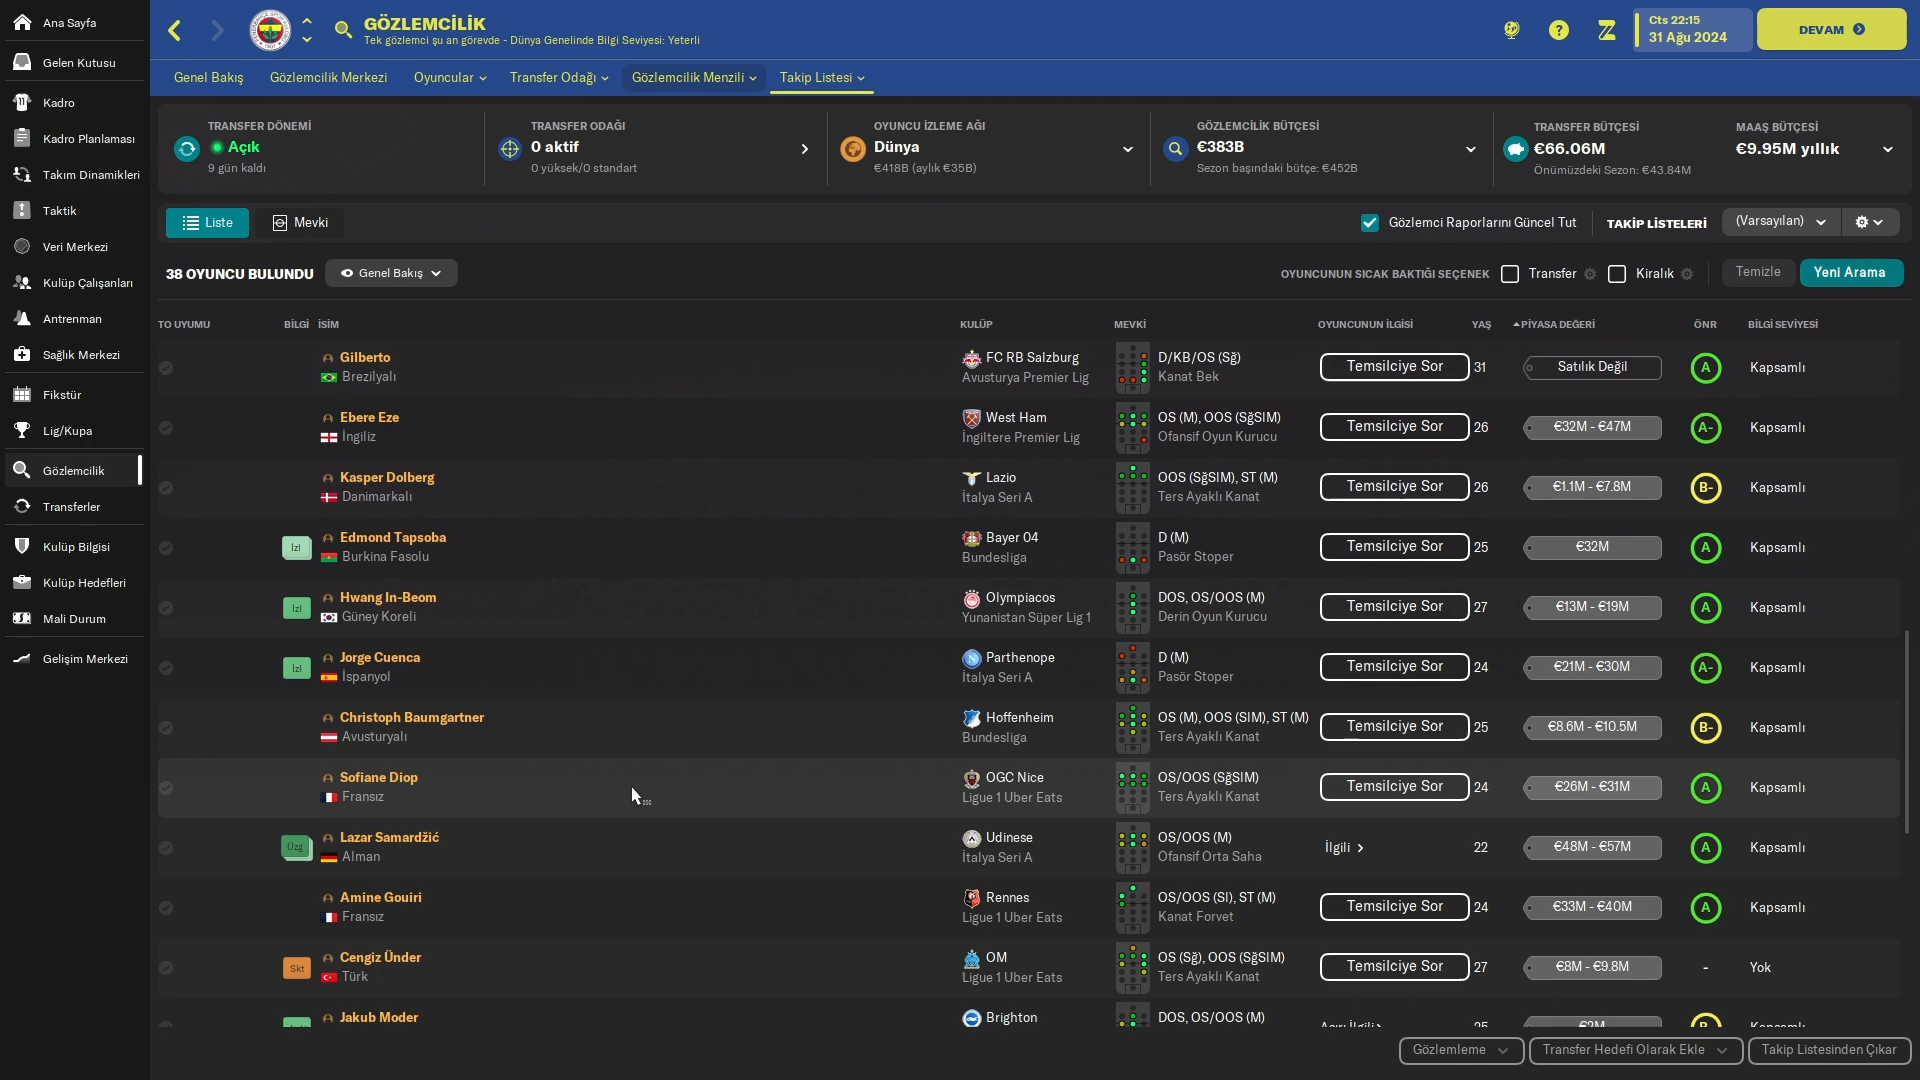 Ana Sayfa
Gelen Kutusu
Kadro
Kadro Planlaması
Takım Dinamikleri
Taktik
Veri Merkezi
Kulüp Çalışanları
Antrenman
Sağlık Merkezi
Fikstür
Lig/Kupa
Gözlemcilik
Transferler
Kulüp Bilgisi
Kulüp Hedefleri
Mali Durum
Gelişim Merkezi
GÖZLEMCİLİK
Tek gözlemci şu an görevde - Dünya Genelinde Bilgi Seviyesi: Yeterli
Cts 22:15
31 Ağu 2024
DEVAM
Genel Bakış Gözlemcilik Merkezi Oyuncular Transfer Odağı Gözlemcilik Menzili Takip Listesi
TRANSFER DÖNEMİ
Açık
9 gün kaldı
TRANSFER ODAĞI
0 aktif
0 yüksek/0 standart
OYUNCU İZLEME AĞI
Dünya
€418B (aylık €35B)
GÖZLEMCİLİK BÜTÇESİ
€383B
Sezon başındaki bütçe: €452B
TRANSFER BÜTÇESİ
€66.06M
Önümüzdeki Sezon: €43.84M
MAAŞ BÜTÇESİ
€9.95M yıllık
Liste Mevki
Gözlemci Raporlarını Güncel Tut TAKİP LİSTELERİ (Varsayılan)
38 OYUNCU BULUNDU Genel Bakış OYUNCUNUN SICAK BAKTIĞI SEÇENEK Transfer Kiralık Temizle Yeni Arama
TO UYUMU BİLGİ İSİM KULÜP MEVKİ OYUNCUNUN İLGİSİ YAŞ PİYASA DEĞERİ ÖNR BİLGİ SEVİYESİ
Gilberto FC RB Salzburg D/KB/OS (Sğ) Temsilciye Sor 31 Satılık Değil A Kapsamlı
Brezilyalı Avusturya Premier Lig Kanat Bek
Ebere Eze West Ham OS (M), OOS (SğSlM) Temsilciye Sor 26 €32M - €47M A- Kapsamlı
İngiliz İngiltere Premier Lig Ofansif Oyun Kurucu
Kasper Dolberg Lazio OOS (SğSlM), ST (M) Temsilciye Sor 26 €1.1M - €7.8M B- Kapsamlı
Danimarkalı İtalya Seri A Ters Ayaklı Kanat
İzl Edmond Tapsoba Bayer 04 D (M) Temsilciye Sor 25 €32M A Kapsamlı
Burkina Fasolu Bundesliga Pasör Stoper
İzl Hwang In-Beom Olympiacos DOS, OS/OOS (M) Temsilciye Sor 27 €13M - €19M A Kapsamlı
Güney Koreli Yunanistan Süper Lig 1 Derin Oyun Kurucu
İzl Jorge Cuenca Parthenope D (M) Temsilciye Sor 24 €21M - €30M A- Kapsamlı
İspanyol İtalya Seri A Pasör Stoper
Christoph Baumgartner Hoffenheim OS (M), OOS (SlM), ST (M) Temsilciye Sor 25 €8.6M - €10.5M B- Kapsamlı
Avusturyalı Bundesliga Ters Ayaklı Kanat
Sofiane Diop OGC Nice OS/OOS (SğSlM) Temsilciye Sor 24 €26M - €31M A Kapsamlı
Fransız Ligue 1 Uber Eats Ters Ayaklı Kanat
Üzg Lazar Samardžić Udinese OS/OOS (M) İlgili 22 €48M - €57M A Kapsamlı
Alman İtalya Seri A Ofansif Orta Saha
Amine Gouiri Rennes OS/OOS (Sl), ST (M) Temsilciye Sor 24 €33M - €40M A Kapsamlı
Fransız Ligue 1 Uber Eats Kanat Forvet
Skt Cengiz Ünder OM OS (Sğ), OOS (SğSlM) Temsilciye Sor 27 €8M - €9.8M - Yok
Türk Ligue 1 Uber Eats Ters Ayaklı Kanat
Jakub Moder Brighton DOS, OS/OOS (M)
Gözlemleme Transfer Hedefi Olarak Ekle Takip Listesinden Çıkar